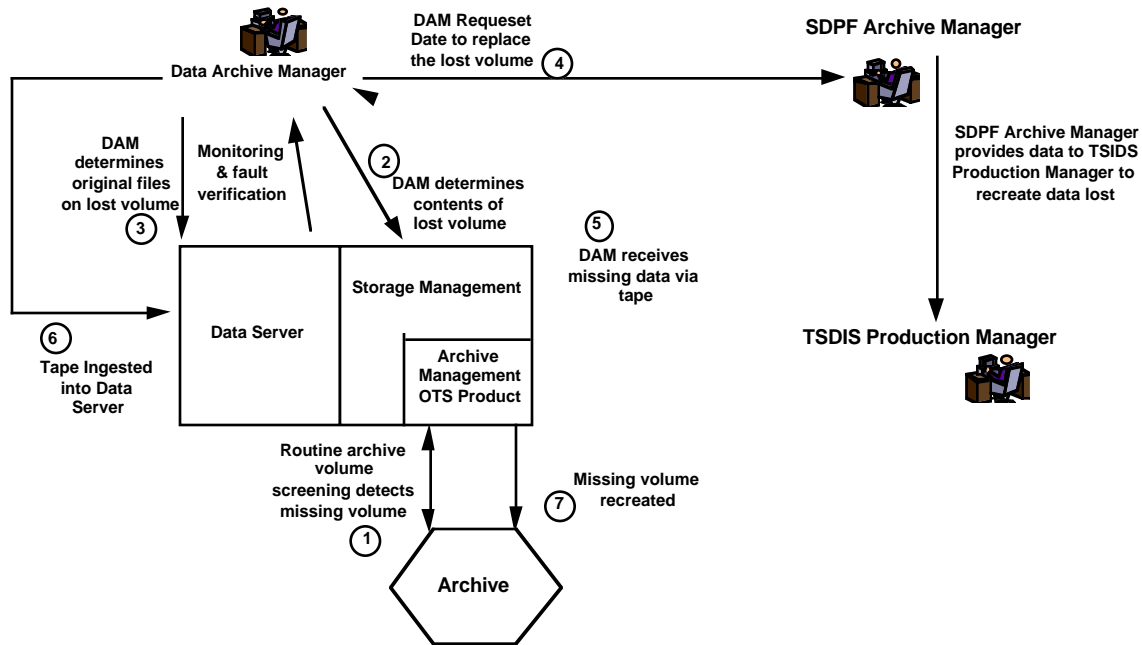 DAM Requeset
Date to replace
the lost volume
4
SDPF Archive Manager
Data Archive Manager
SDPF Archive Manager
provides data to TSIDS
Production Manager to
recreate data lost
DAM
determines
original files
on lost volume
3
Monitoring
& fault
verification
2
DAM determines
contents of
lost volume
5
DAM receives
missing data via
tape
Storage Management
Data Server
TSDIS Production Manager
6
Tape Ingested
into Data
Server
Archive
Management
OTS Product
Routine archive
volume
screening detects
missing volume
1
Missing volume
recreated
7
Archive